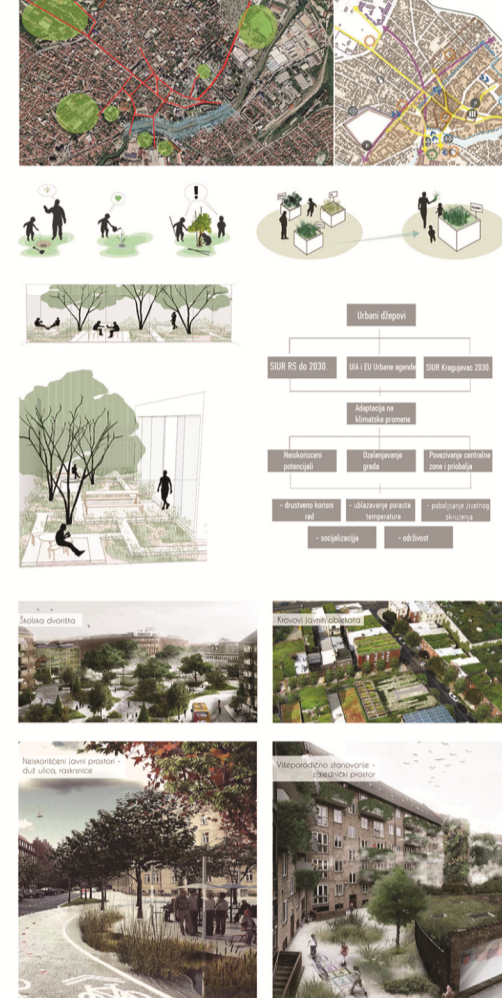 Urbani džepovi
SIUR RS do 2030.
UIA i EU Urbane agende
SIUR Kragujevac 2030.
Adaptacija na
klimatske promene
Neiskorisceni
potencijali
Ozelenjavanje
grada
Povezivanje centralne
zone i priobalja
- drustveno korisni
rad
- ublazavanje porasta
temperature
- poboljsanje zivotnog
okruzenja
- socijalizacija
- održivost
Školska dvorišta
Krovovi javnih objekata
Neiskorišćeni javni prostori -
duž ulica, raskrsnice
Višeporodično stanovanje -
zajednički prostor